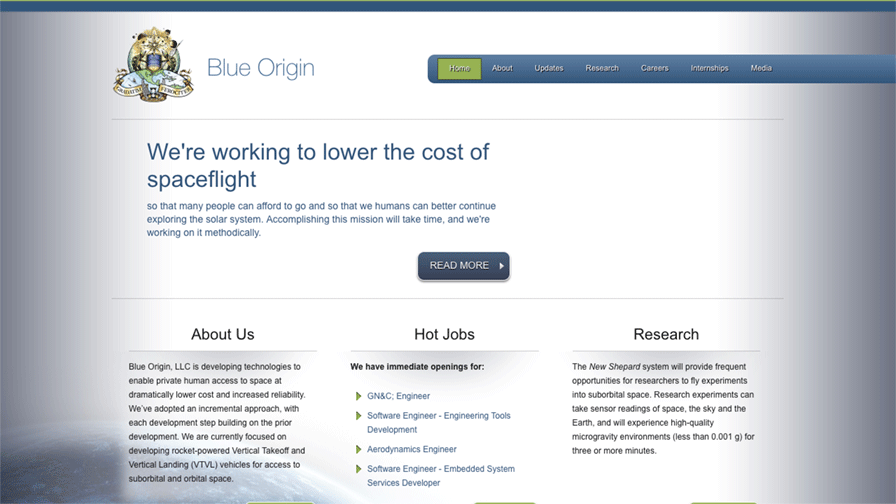 Blue Origin
GRADATIM FEROCITER
Home About Updates Research Careers Internships Media
We're working to lower the cost of
spaceflight
so that many people can afford to go and so that we humans can better continue
exploring the solar system. Accomplishing this mission will take time, and we're
working on it methodically.
READ MORE
About Us
Blue Origin, LLC is developing technologies to
enable private human access to space at
dramatically lower cost and increased reliability.
We've adopted an incremental approach, with
each development step building on the prior
development. We are currently focused on
developing rocket-powered Vertical Takeoff and
Vertical Landing (VTVL) vehicles for access to
suborbital and orbital space.
Hot Jobs
We have immediate openings for:
GN&C; Engineer
Software Engineer - Engineering Tools
Development
Aerodynamics Engineer
Software Engineer - Embedded System
Services Developer
Research
The New Shepard system will provide frequent
opportunities for researchers to fly experiments
into suborbital space. Research experiments can
take sensor readings of space, the sky and the
Earth, and will experience high-quality
microgravity environments (less than 0.001 g) for
three or more minutes.